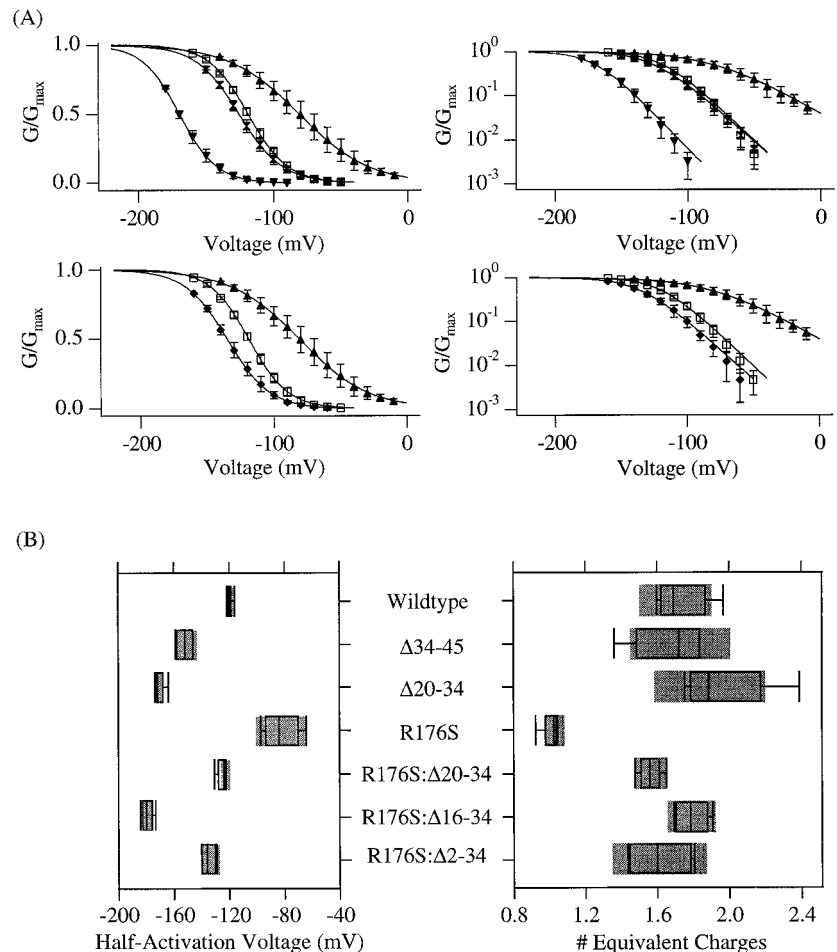 (A)
1.0
0.5
0.0
G/Gmax
-200
-100
0
Voltage (mV)
10^0
10^-1
10^-2
10^-3
G/Gmax
-200
-100
0
Voltage (mV)
1.0
0.5
0.0
G/Gmax
-200
-100
0
Voltage (mV)
10^0
10^-1
10^-2
10^-3
G/Gmax
-200
-100
0
Voltage (mV)
(B)
Wildtype
Δ34-45
Δ20-34
R176S
R176S:Δ20-34
R176S:Δ16-34
R176S:Δ2-34
-200 -160 -120 -80 -40
Half-Activation Voltage (mV)
0.8 1.2 1.6 2.0 2.4
# Equivalent Charges